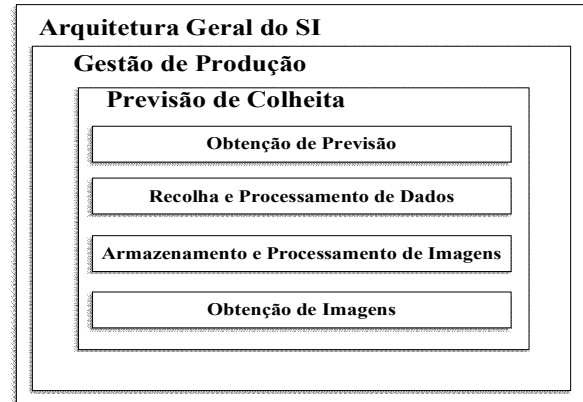 Arquitetura Geral do SI
Gestão de Produção
Previsão de Colheita
Obtenção de Previsão
Recolha e Processamento de Dados
Armazenamento e Processamento de Imagens
Obtenção de Imagens